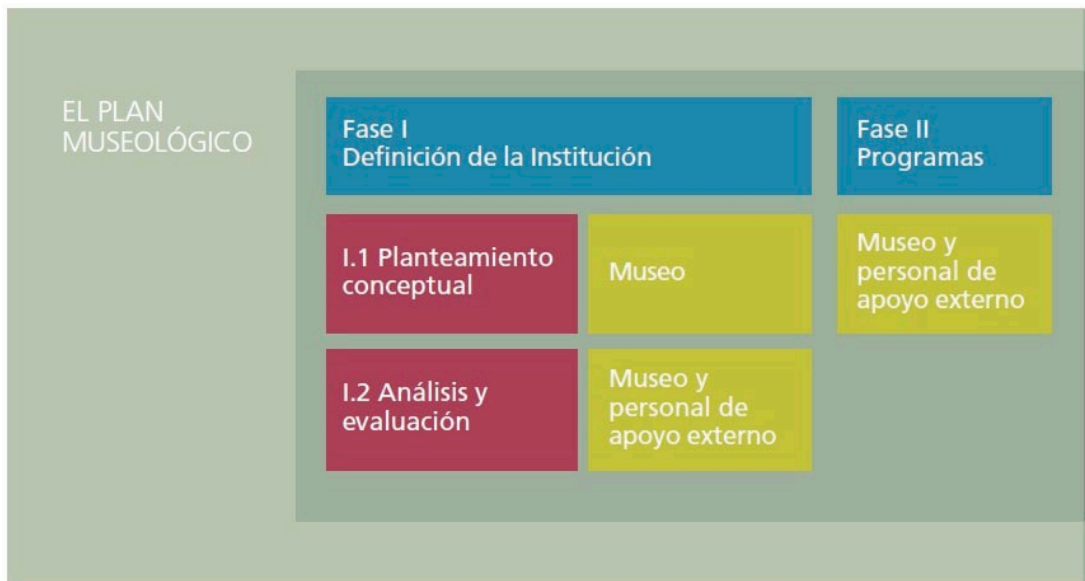 EL PLAN
MUSEOLÓGICO
Fase I
Definición de la Institución
Fase II
Programas
I.1 Planteamiento
conceptual
Museo
Museo y
personal de
apoyo externo
I.2 Análisis y
evaluación
Museo y
personal de
apoyo externo